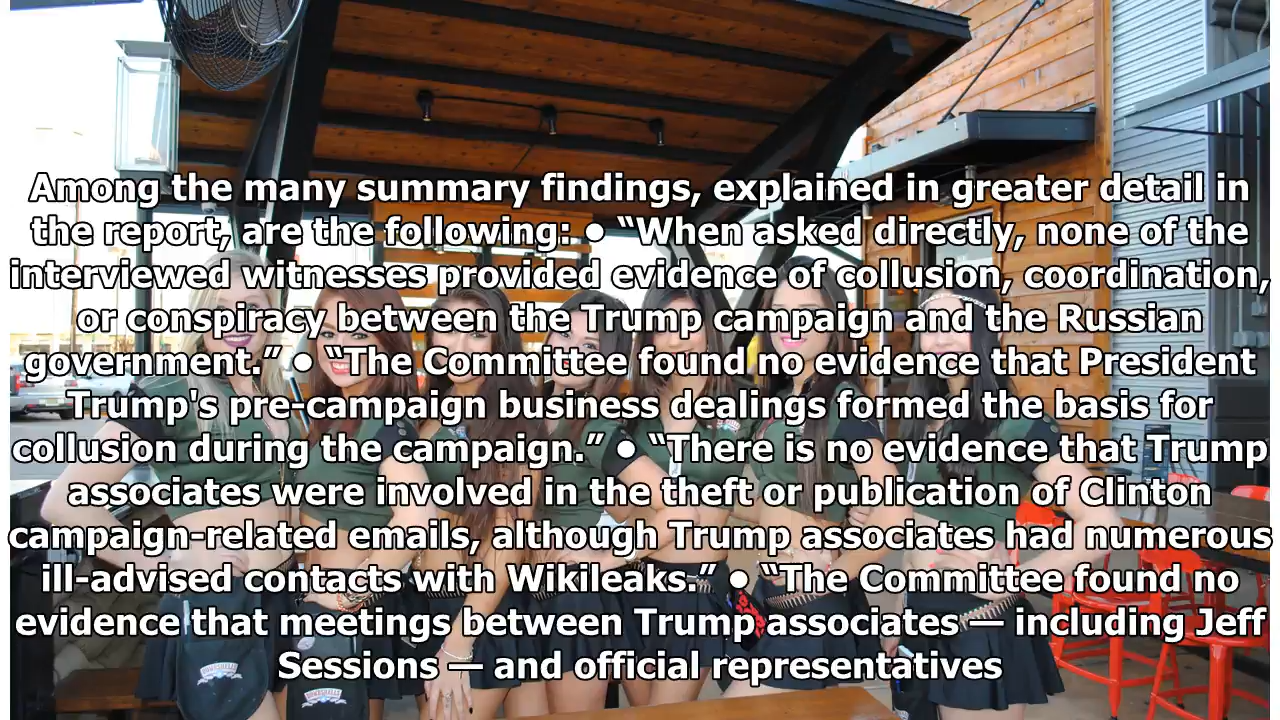 Among the many summary findings, explained in greater detail in
the report, are the following: ● “When asked directly, none of the
interviewed witnesses provided evidence of collusion, coordination,
or conspiracy between the Trump campaign and the Russian
government.” ● “The Committee found no evidence that President
Trump's pre-campaign business dealings formed the basis for
collusion during the campaign.” ● “There is no evidence that Trump
associates were involved in the theft or publication of Clinton
campaign-related emails, although Trump associates had numerous
ill-advised contacts with Wikileaks.” ● “The Committee found no
evidence that meetings between Trump associates — including Jeff
Sessions — and official representatives
BOMBSHELLS
BOMBSHELLS